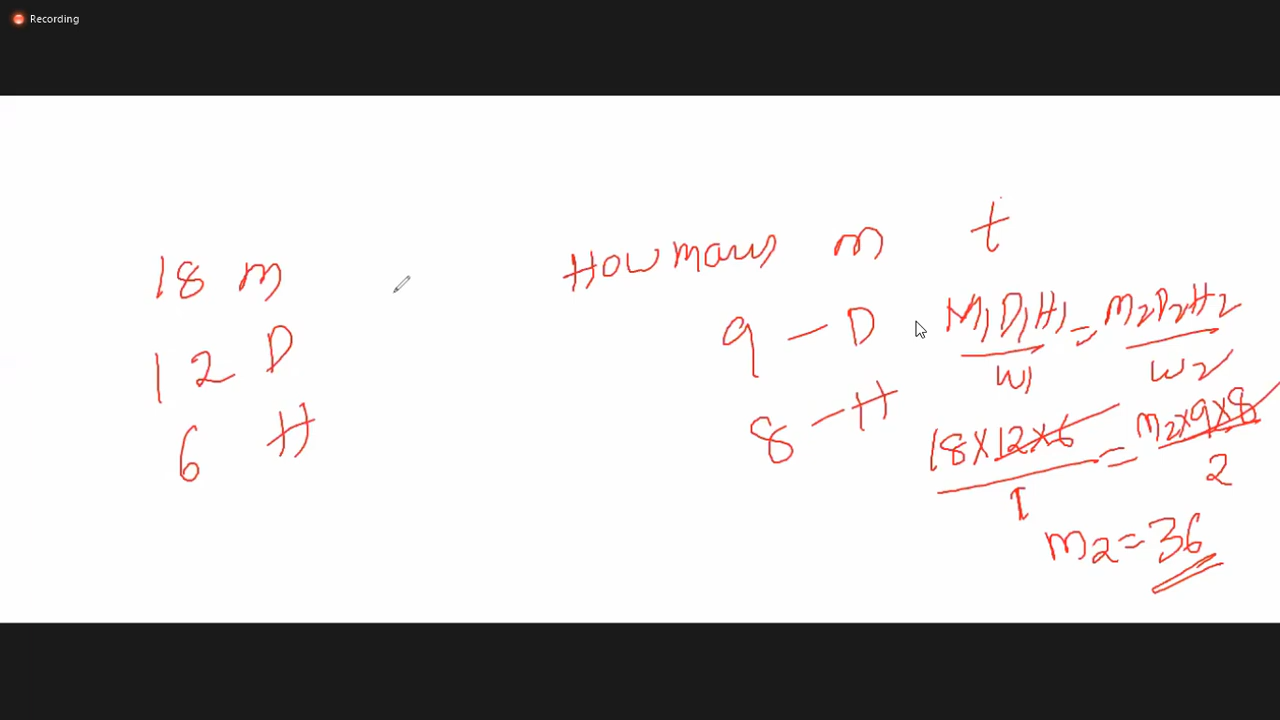 Recording
18 m
12 D
6 H
How many m t
9 - D
8 - H
M1D1H1/W1 = M2D2H2/W2
18x12x6/1 = m2x9x8/2
m2=36